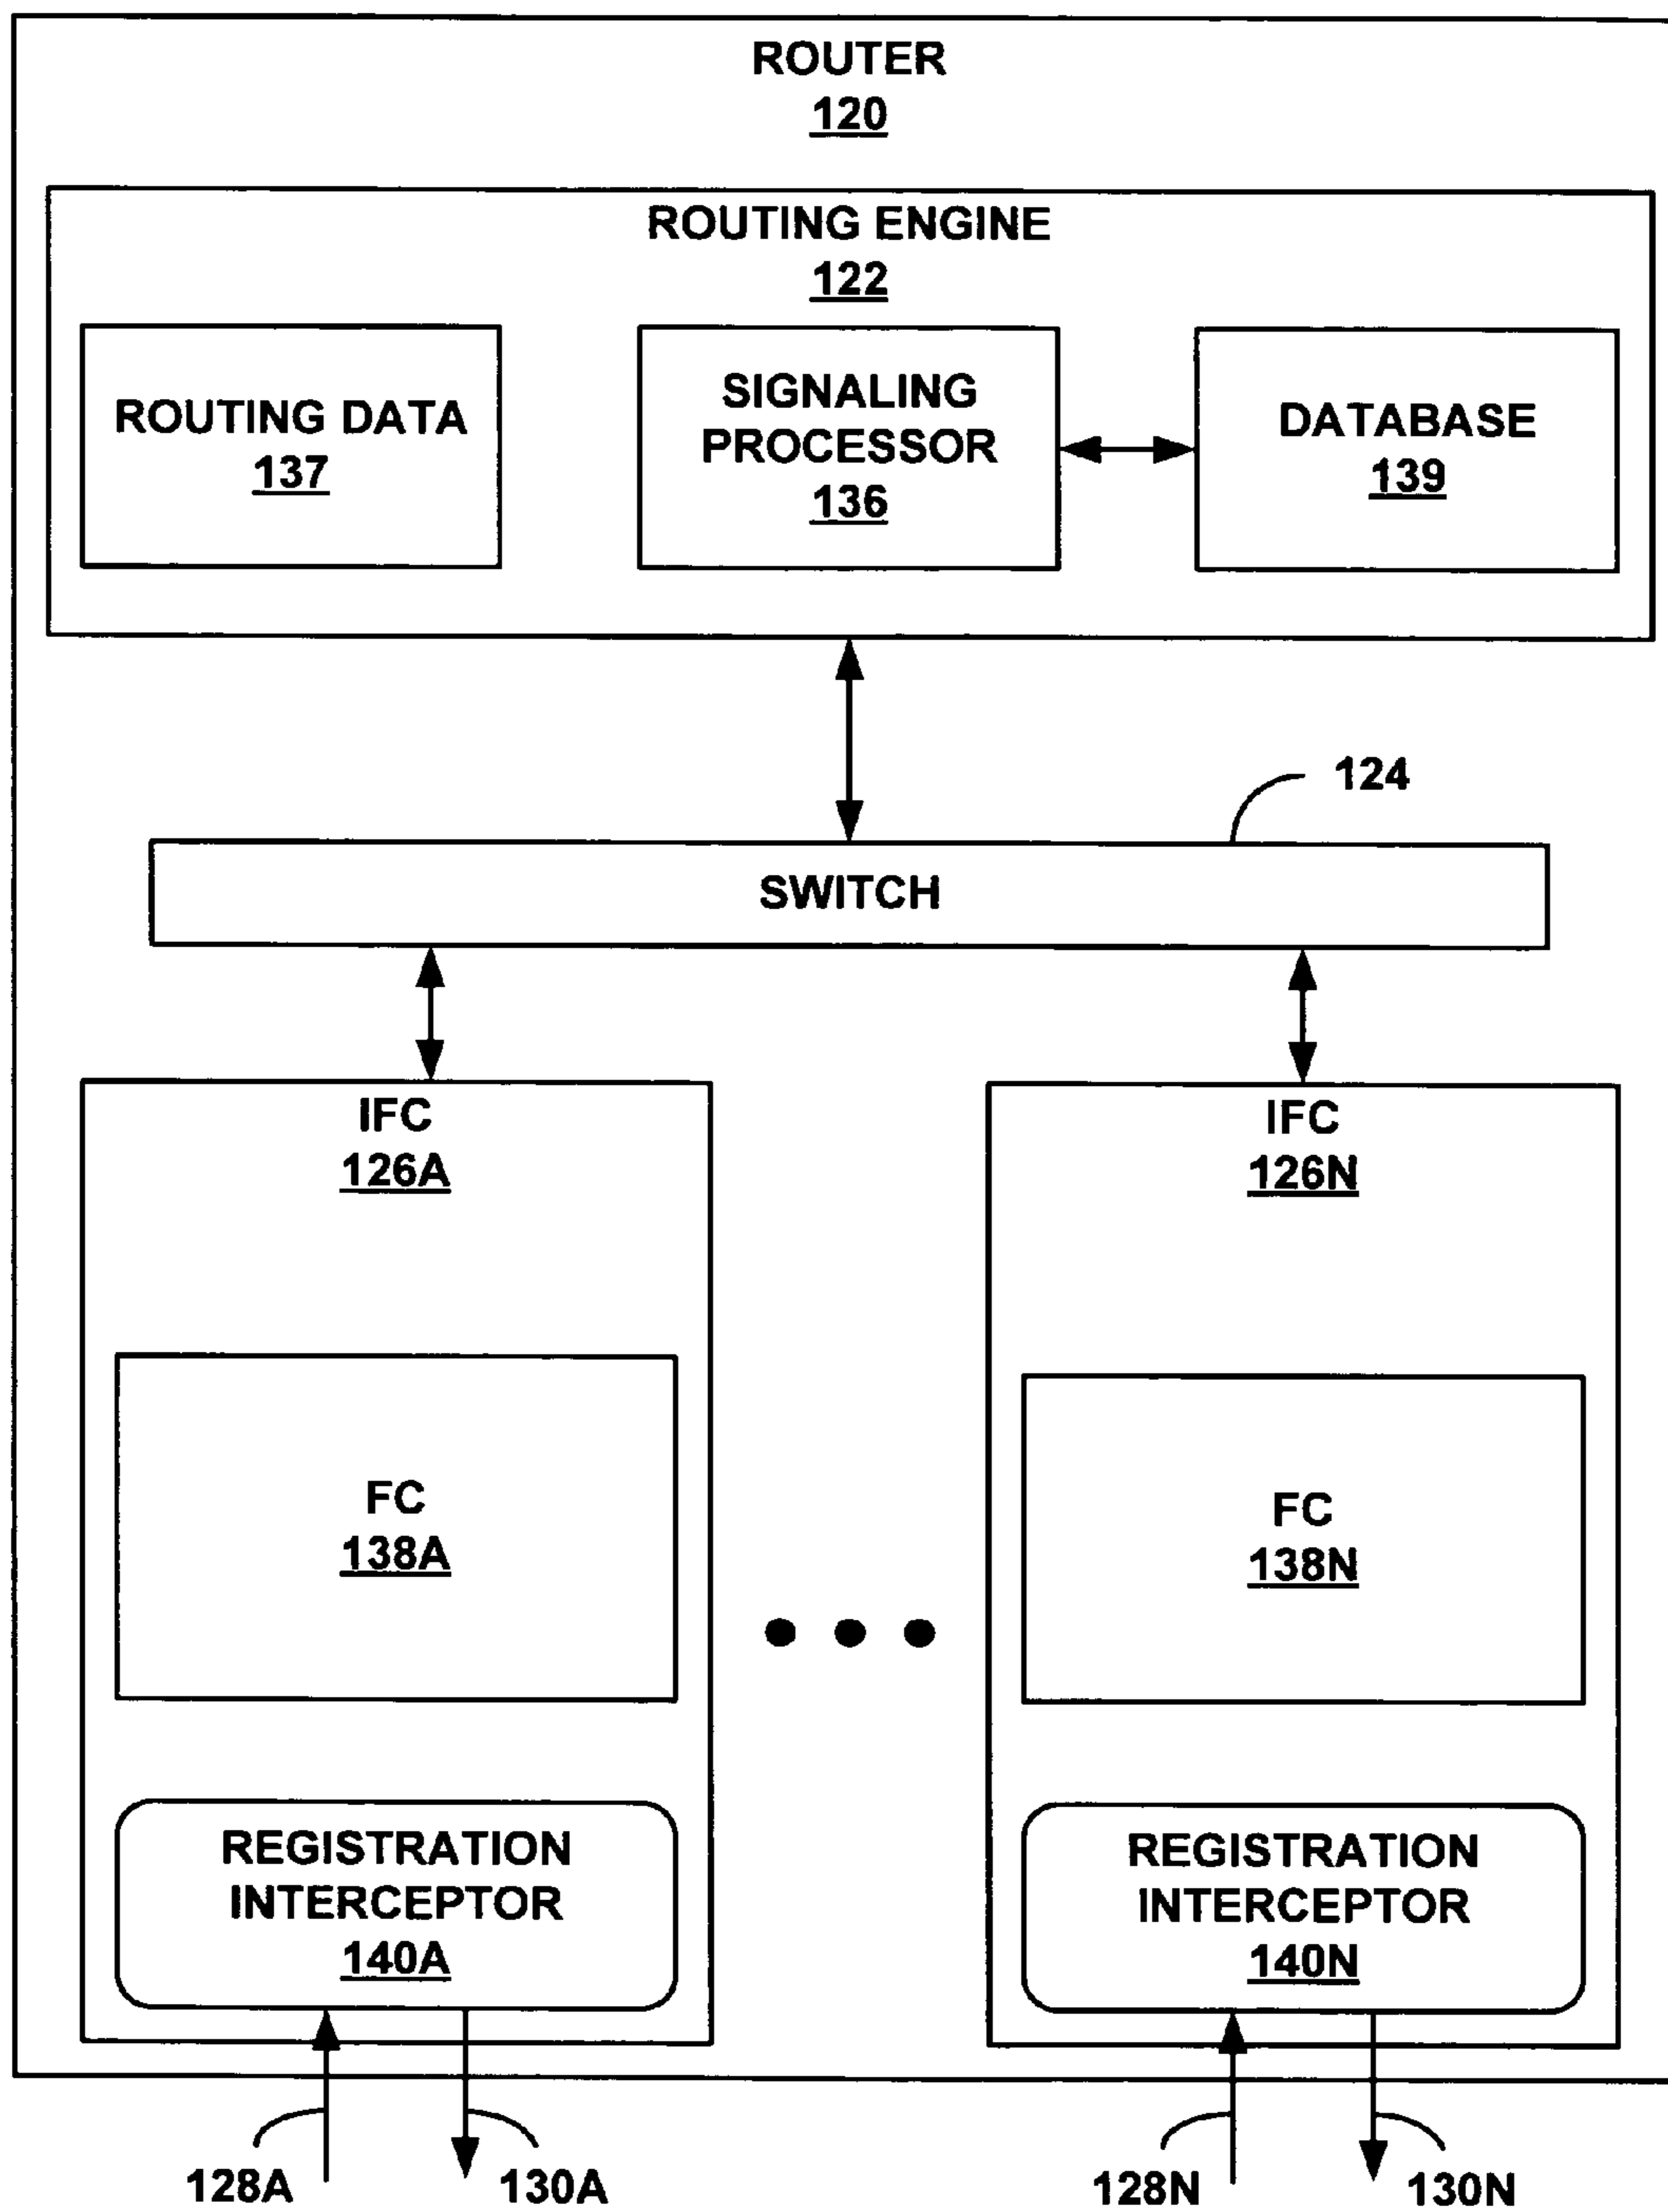 ROUTER
120
ROUTING ENGINE
122
ROUTING DATA
137
SIGNALING
PROCESSOR
136
DATABASE
139
124
SWITCH
IFC
126A
FC
138A
REGISTRATION
INTERCEPTOR
140A
IFC
126N
FC
138N
REGISTRATION
INTERCEPTOR
140N
128A
130A
128N
130N